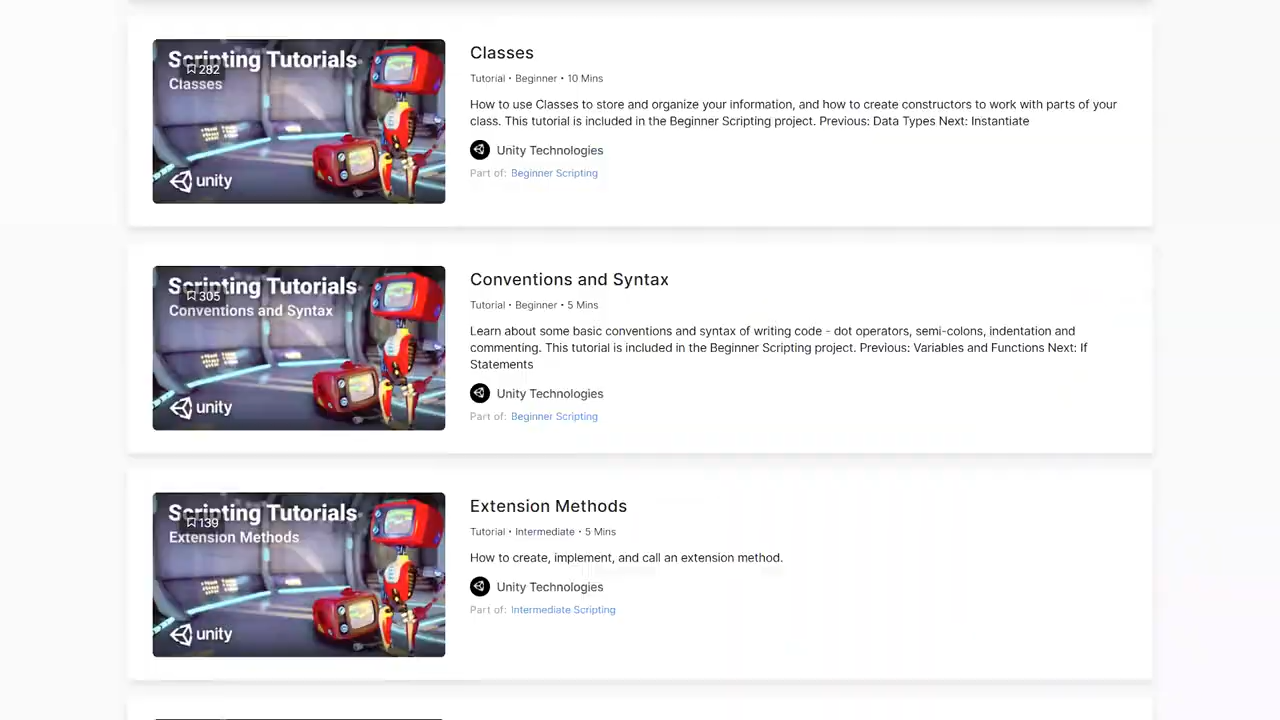 Scripting Tutorials
282
Classes
unity
Classes
Tutorial • Beginner • 10 Mins
How to use Classes to store and organize your information, and how to create constructors to work with parts of your
class. This tutorial is included in the Beginner Scripting project. Previous: Data Types Next: Instantiate
Unity Technologies
Part of: Beginner Scripting
Scripting Tutorials
305
Conventions and Syntax
unity
Conventions and Syntax
Tutorial • Beginner • 5 Mins
Learn about some basic conventions and syntax of writing code - dot operators, semi-colons, indentation and
commenting. This tutorial is included in the Beginner Scripting project. Previous: Variables and Functions Next: If
Statements
Unity Technologies
Part of: Beginner Scripting
Scripting Tutorials
139
Extension Methods
unity
Extension Methods
Tutorial • Intermediate • 5 Mins
How to create, implement, and call an extension method.
Unity Technologies
Part of: Intermediate Scripting